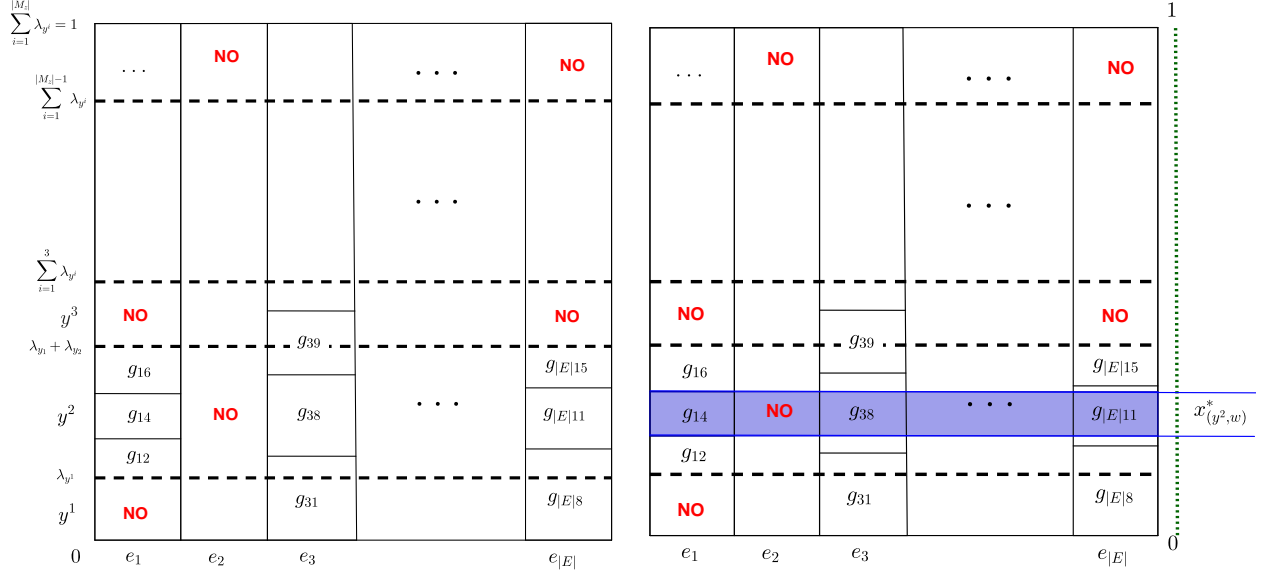 \sum_{i=1}^{|M_z|} \lambda_{y^i} = 1
. . . NO . . . NO
\sum_{i=1}^{|M_z|-1} \lambda_{y^i}
. . .
\sum_{i=1}^{3} \lambda_{y^i}
y^3 NO NO
g_{39}
\lambda_{y_1} + \lambda_{y_2}
g_{16} g_{|E|15}
y^2 g_{14} NO g_{38} . . . g_{|E|11}
g_{12}
\lambda_{y^1}
g_{31} g_{|E|8}
y^1 NO
0 e_1 e_2 e_3 e_{|E|}
1
. . . NO . . . NO
. . .
NO NO
g_{39}
g_{16} g_{|E|15}
g_{14} NO g_{38} . . . g_{|E|11} x^*_{(y^2,w)}
g_{12}
g_{31} g_{|E|8}
NO
0
e_1 e_2 e_3 e_{|E|}